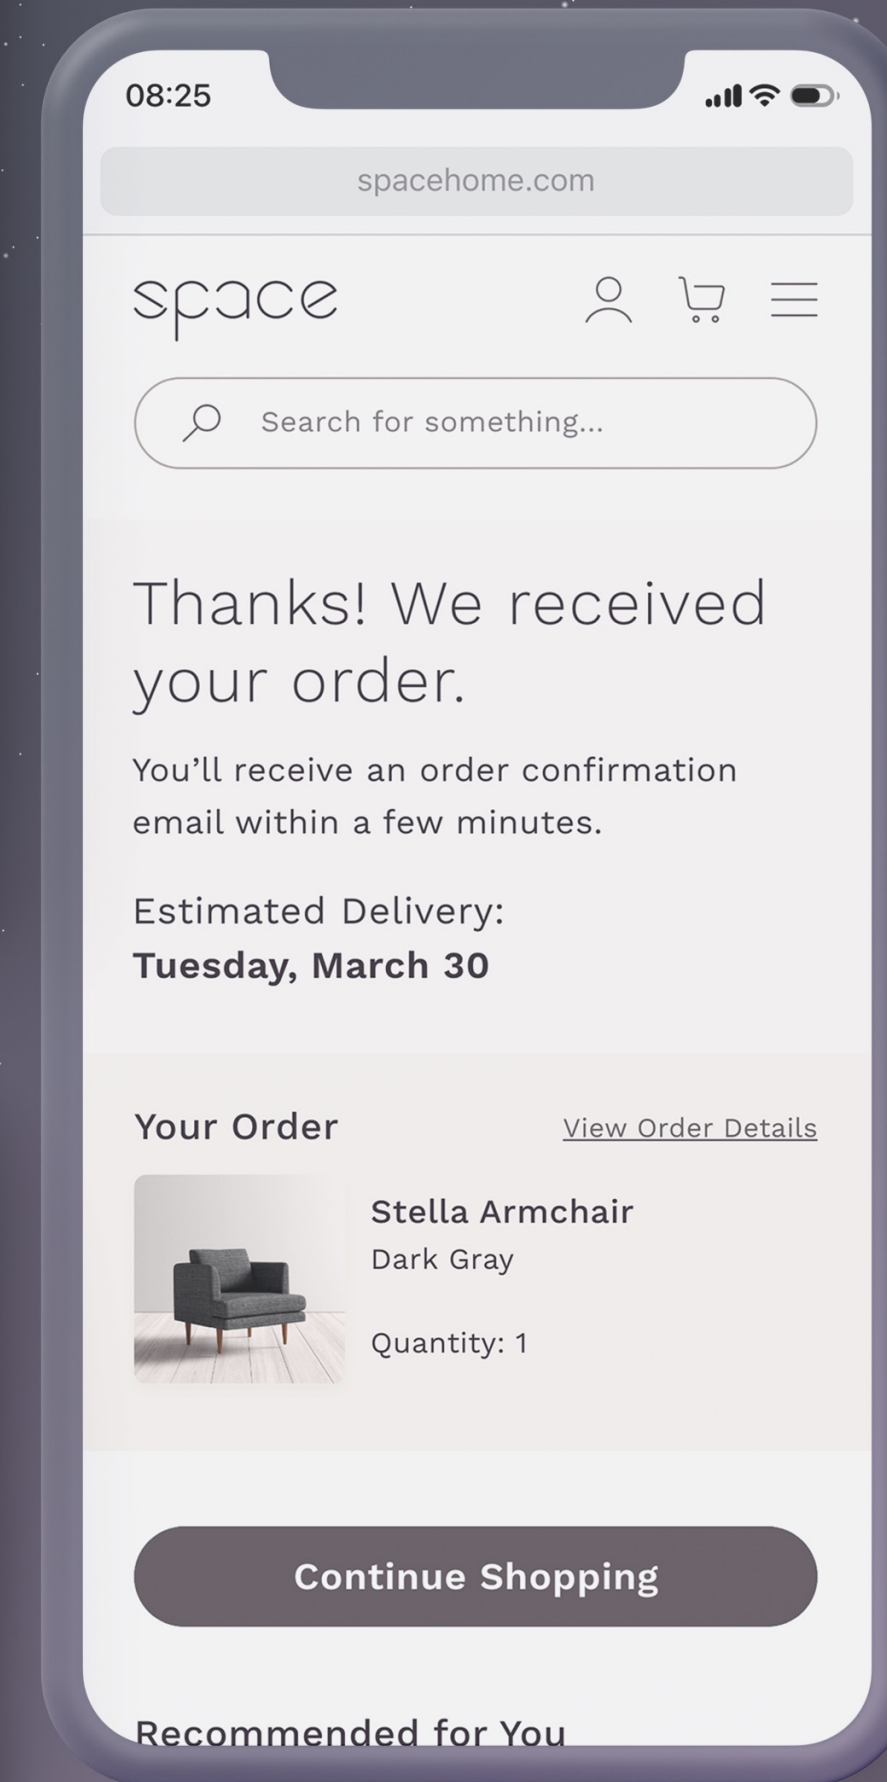 08:25
spacehome.com
space
Search for something...
Thanks! We received
your order.
You’ll receive an order confirmation
email within a few minutes.
Estimated Delivery:
Tuesday, March 30
Your Order
View Order Details
Stella Armchair
Dark Gray
Quantity: 1
Continue Shopping
Recommended for You